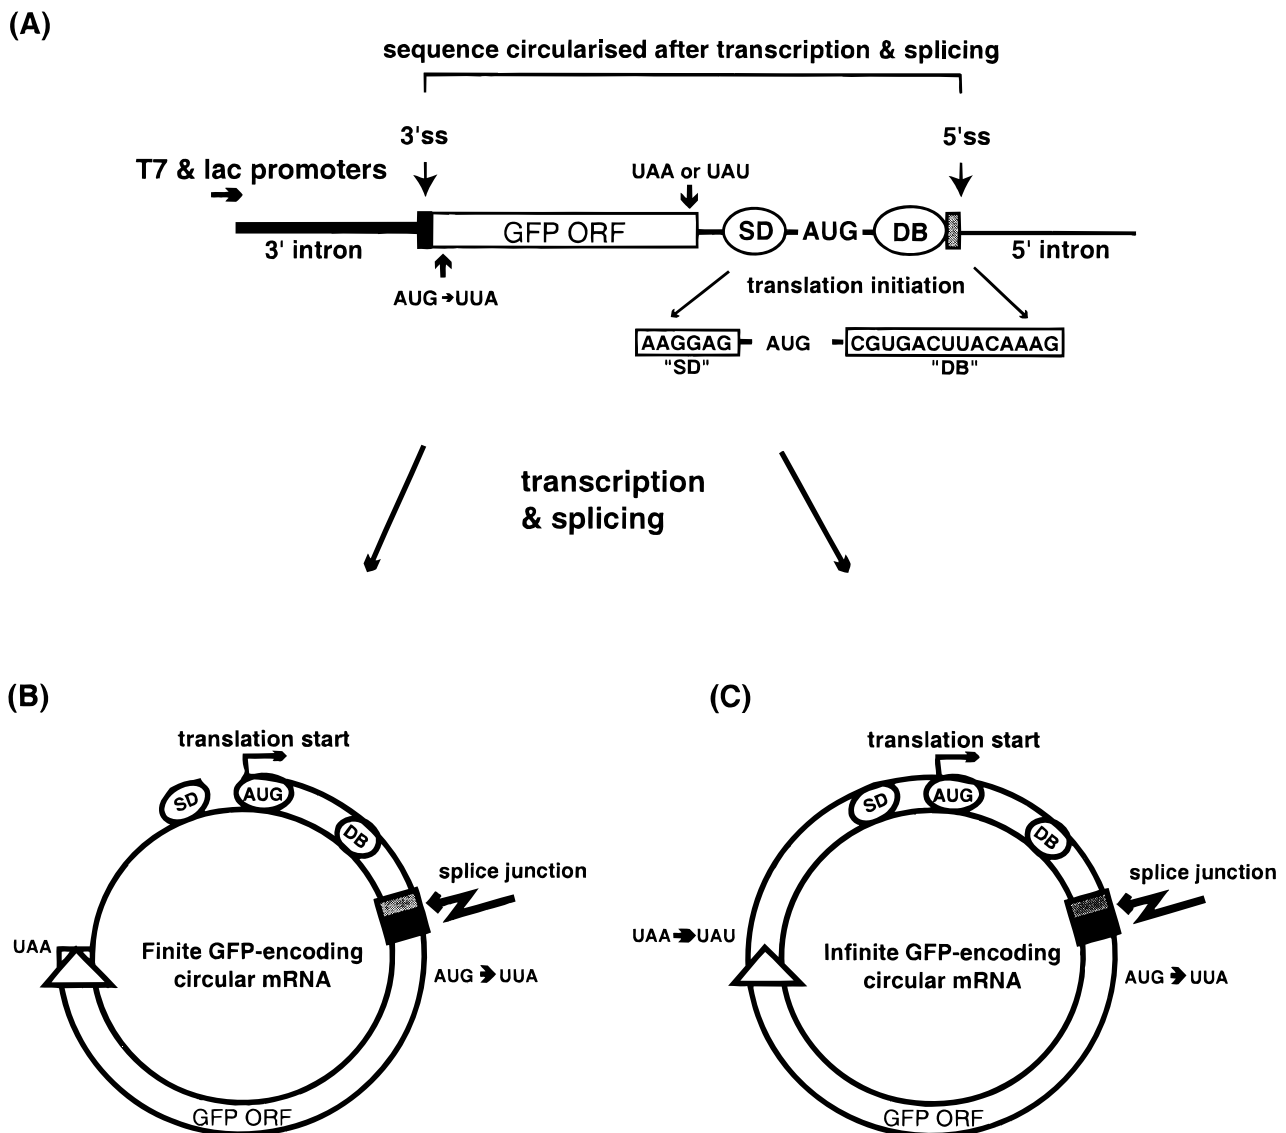 (A)
sequence circularised after transcription & splicing
3'ss
5'ss
T7 & lac promoters
UAA or UAU
GFP ORF
SD
AUG
DB
3' intron
5' intron
AUG➔UUA
translation initiation
AAGGAG
AUG
CGUGACUUACAAAG
"SD"
"DB"
transcription
& splicing
(B)
translation start
SD
AUG
DB
splice junction
UAA
Finite GFP-encoding
circular mRNA
AUG➔UUA
GFP ORF
(C)
translation start
SD
AUG
DB
splice junction
UAA➔UAU
Infinite GFP-encoding
circular mRNA
AUG➔UUA
GFP ORF